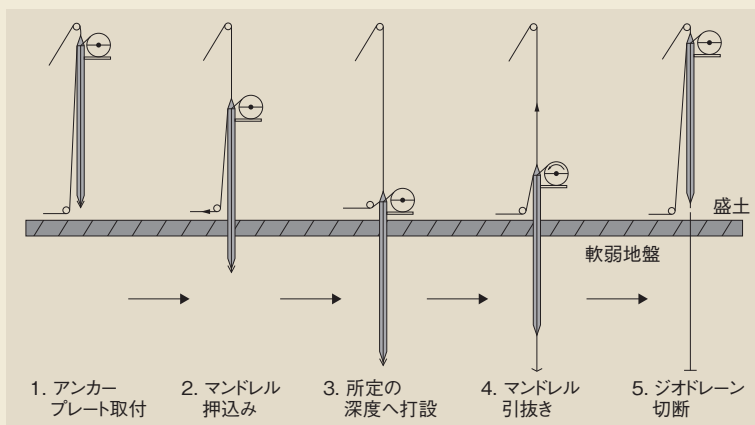 盛土
軟弱地盤
1. アンカー
プレート取付
2. マンドレル
押込み
3. 所定の
深度へ打設
4. マンドレル
引抜き
5. ジオドレーン
切断